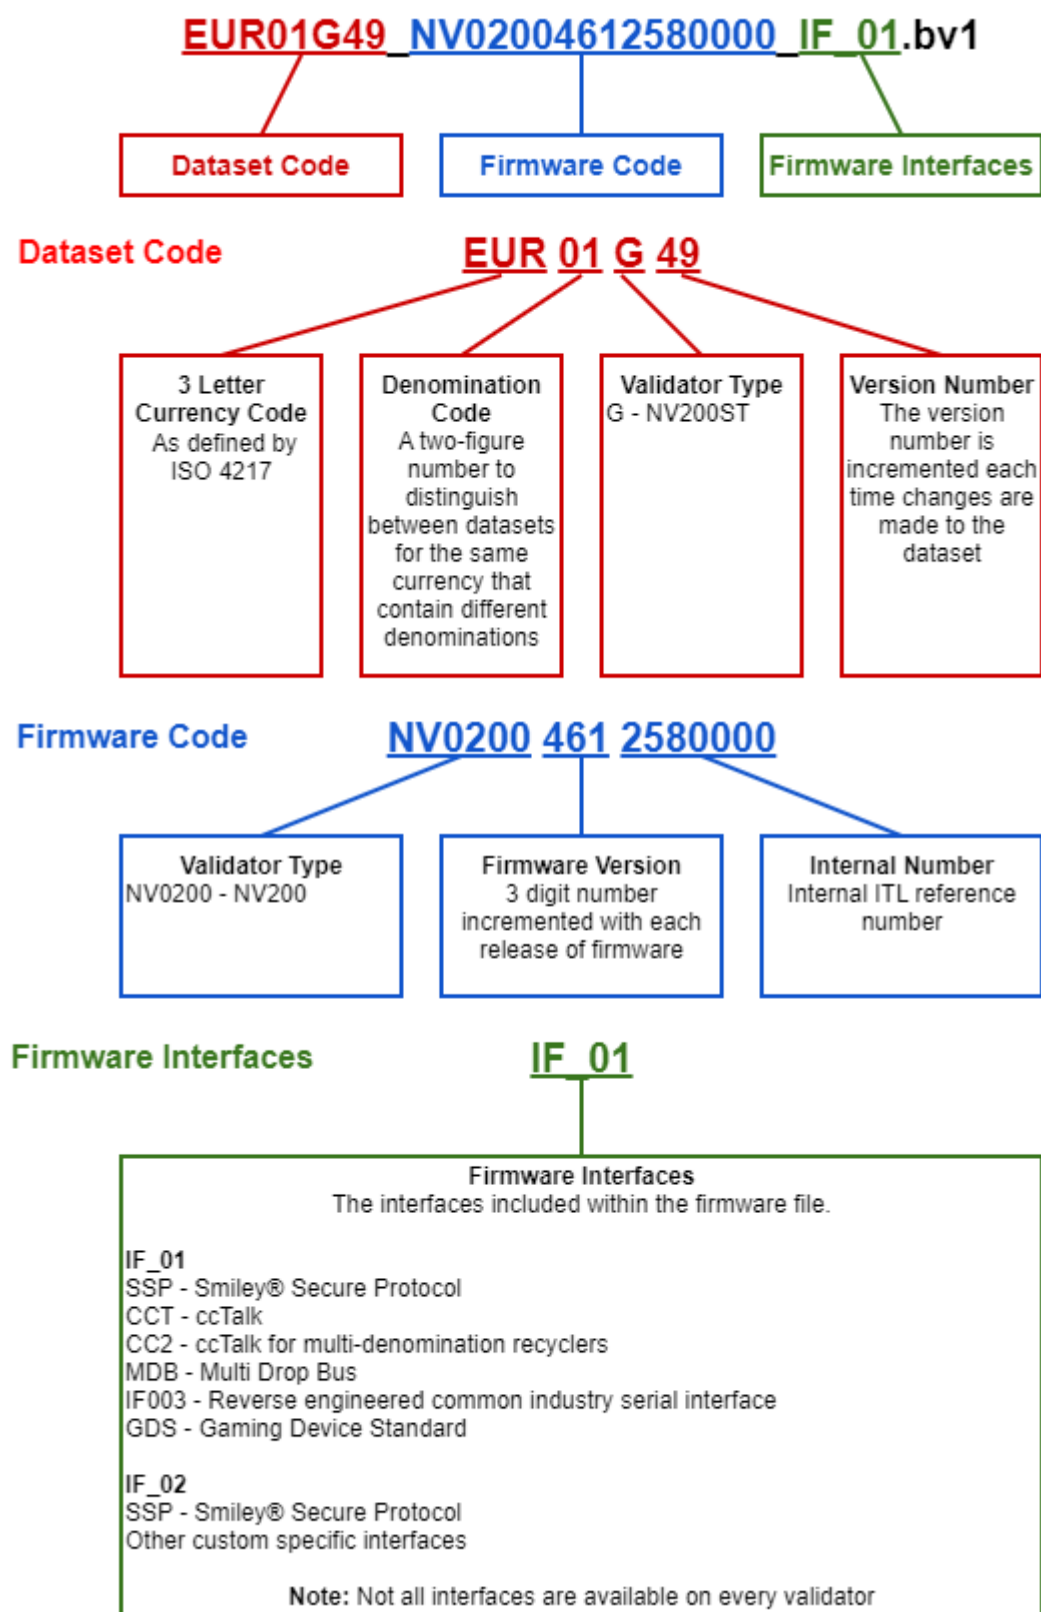 EUR01G49_NV02004612580000_IF_01.bv1
Dataset Code
Firmware Code
Firmware Interfaces
Dataset Code
EUR 01 G 49
3 Letter
Currency Code
As defined by
ISO 4217
Denomination
Code
A two-figure
number to
distinguish
between datasets
for the same
currency that
contain different
denominations
Validator Type
G - NV200ST
Version Number
The version
number is
incremented each
time changes are
made to the
dataset
Firmware Code
NV0200 461 2580000
Validator Type
NV0200 - NV200
Firmware Version
3 digit number
incremented with each
release of firmware
Internal Number
Internal ITL reference
number
Firmware Interfaces
IF_01
Firmware Interfaces
The interfaces included within the firmware file.
IF_01
SSP - Smiley® Secure Protocol
CCT - ccTalk
CC2 - ccTalk for multi-denomination recyclers
MDB - Multi Drop Bus
IF003 - Reverse engineered common industry serial interface
GDS - Gaming Device Standard
IF_02
SSP - Smiley® Secure Protocol
Other custom specific interfaces
Note: Not all interfaces are available on every validator